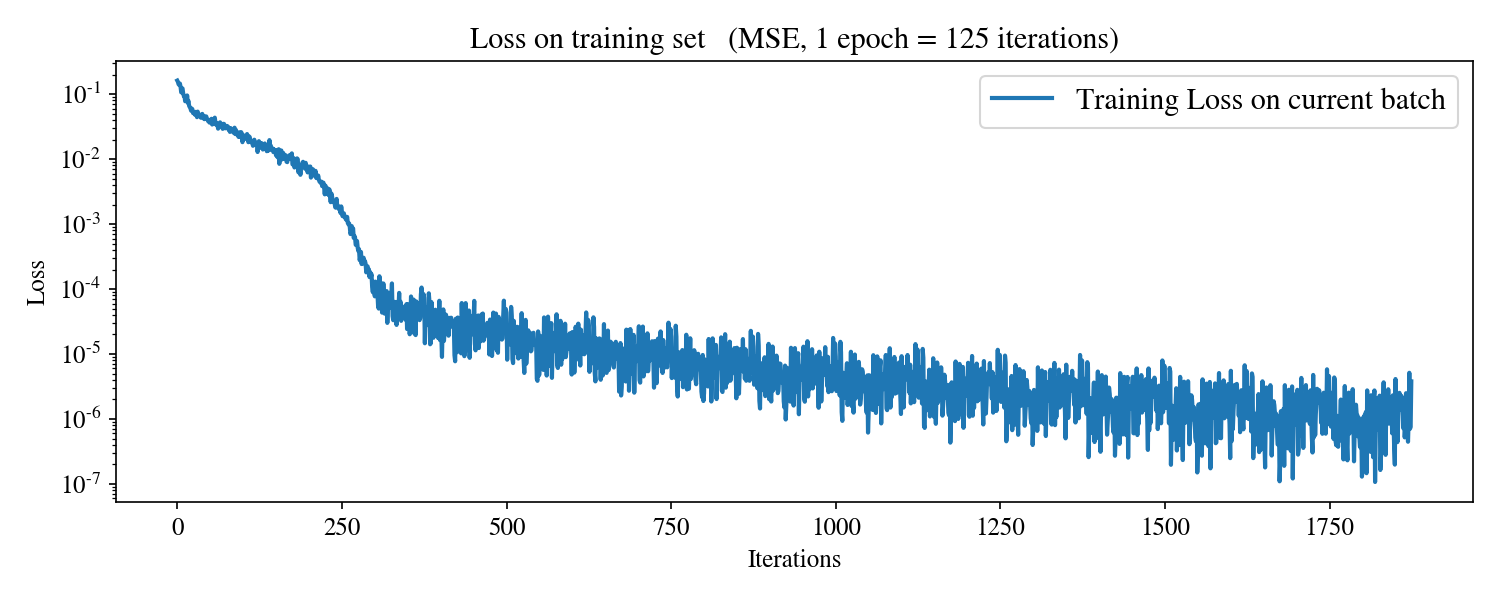 Loss on training set (MSE, 1 epoch = 125 iterations)
Training Loss on current batch
10-1
10-2
10-3
10-4
10-5
10-6
10-7
Loss
0 250 500 750 1000 1250 1500 1750
Iterations